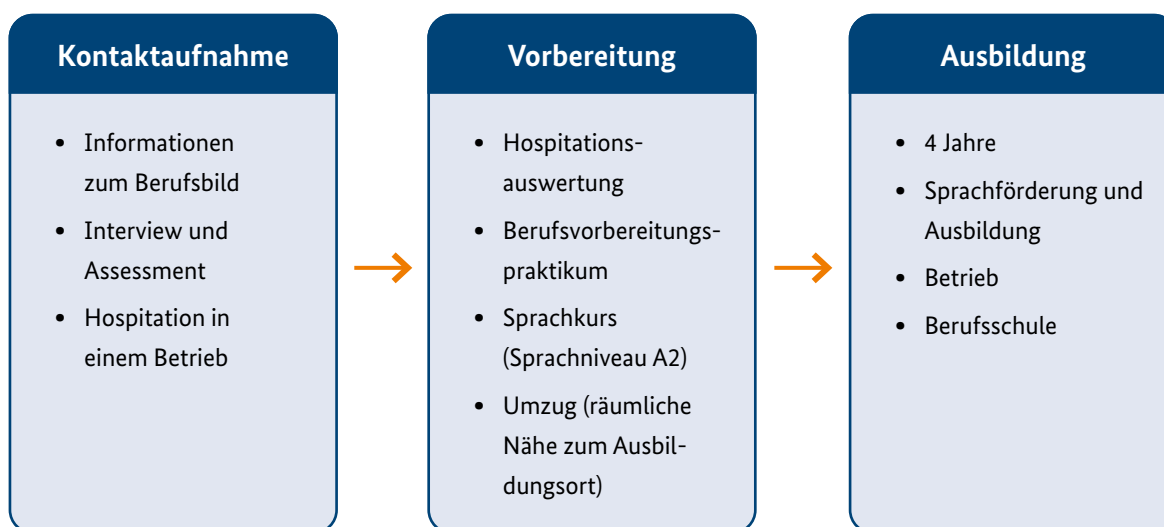 Kontaktaufnahme
• Informationen
zum Berufsbild
• Interview und
Assessment
• Hospitation in
einem Betrieb
Vorbereitung
• Hospitations-
auswertung
• Berufsvorbereitungs-
praktikum
• Sprachkurs
(Sprachniveau A2)
• Umzug (räumliche
Nähe zum Ausbil-
dungsort)
Ausbildung
• 4 Jahre
• Sprachförderung und
Ausbildung
• Betrieb
• Berufsschule